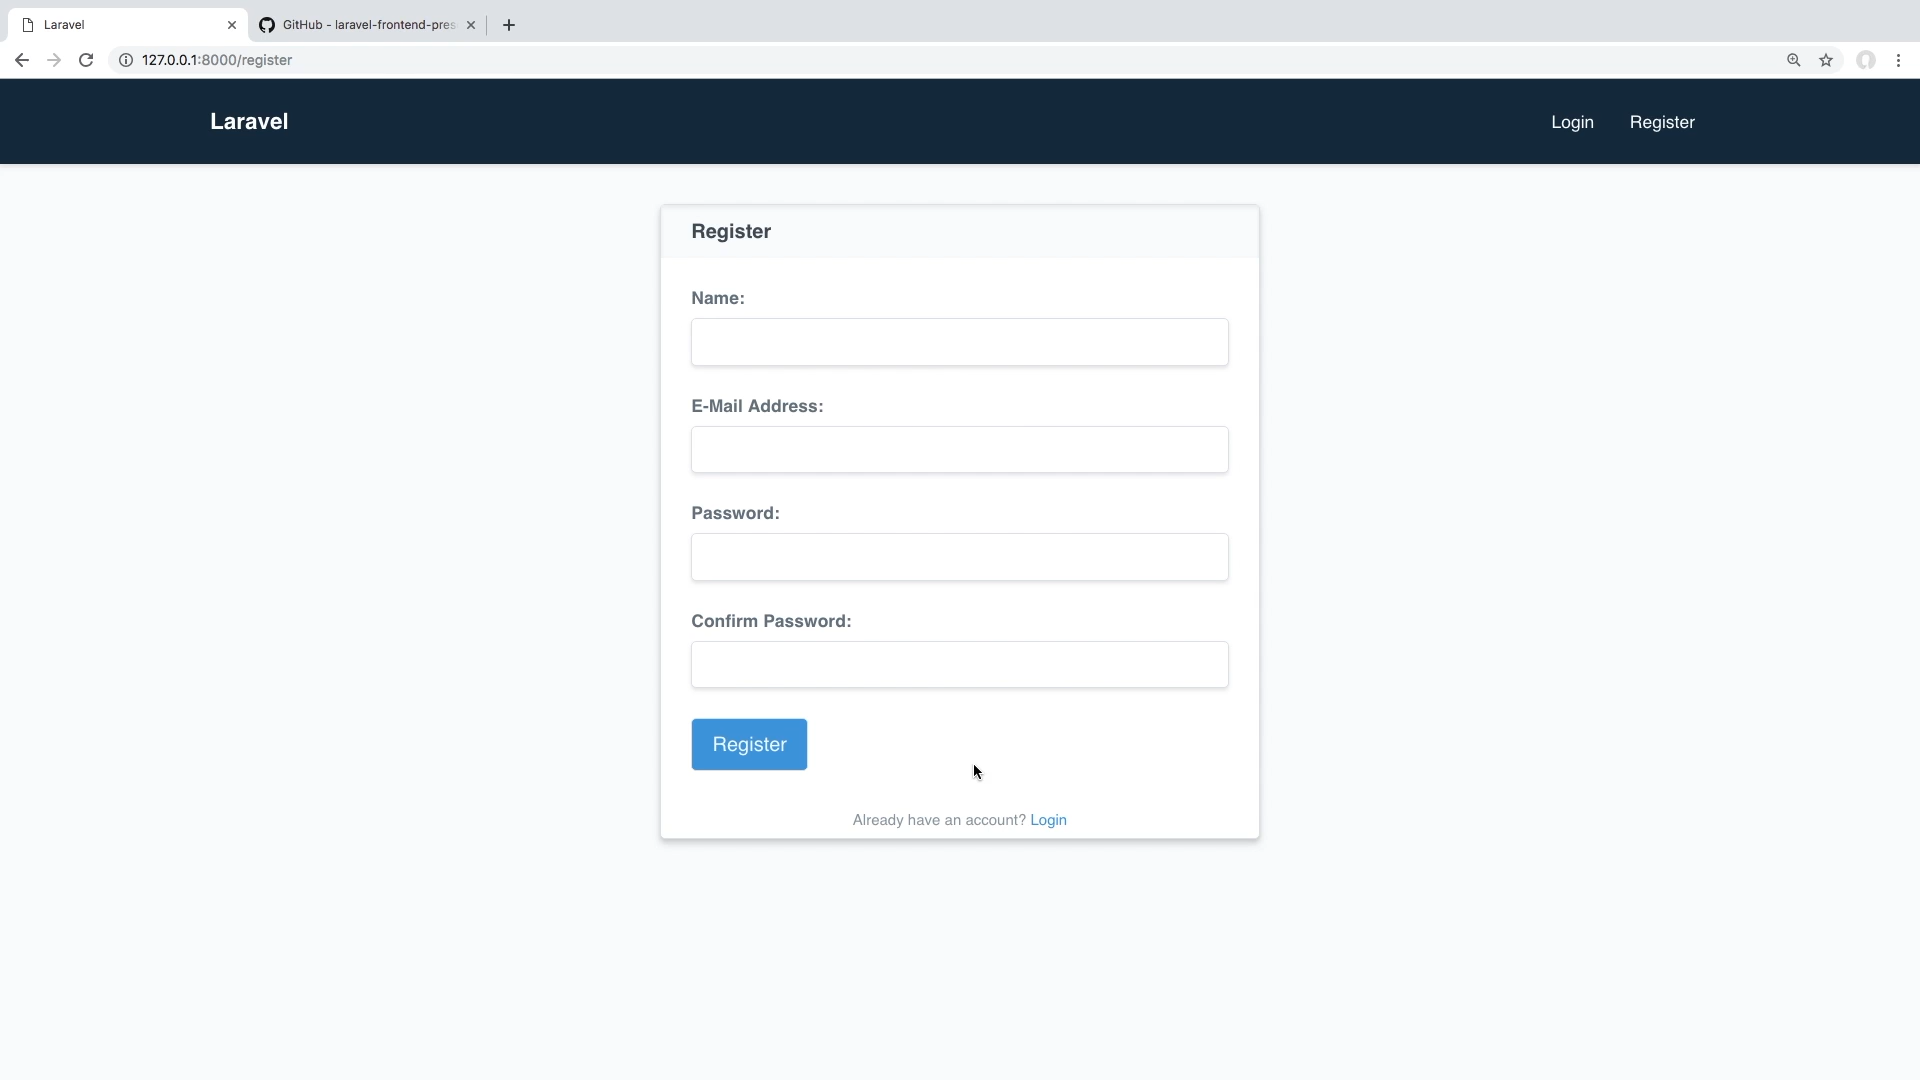 Laravel
GitHub - laravel-frontend-pres
127.0.0.1:8000/register
Laravel
Login
Register
Register
Name:
E-Mail Address:
Password:
Confirm Password:
Register
Already have an account? Login